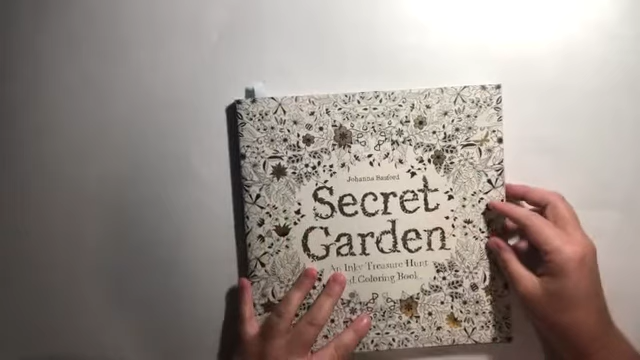 Johanna Basford
Secret
Garden
An Inky Treasure Hunt
d Coloring Book